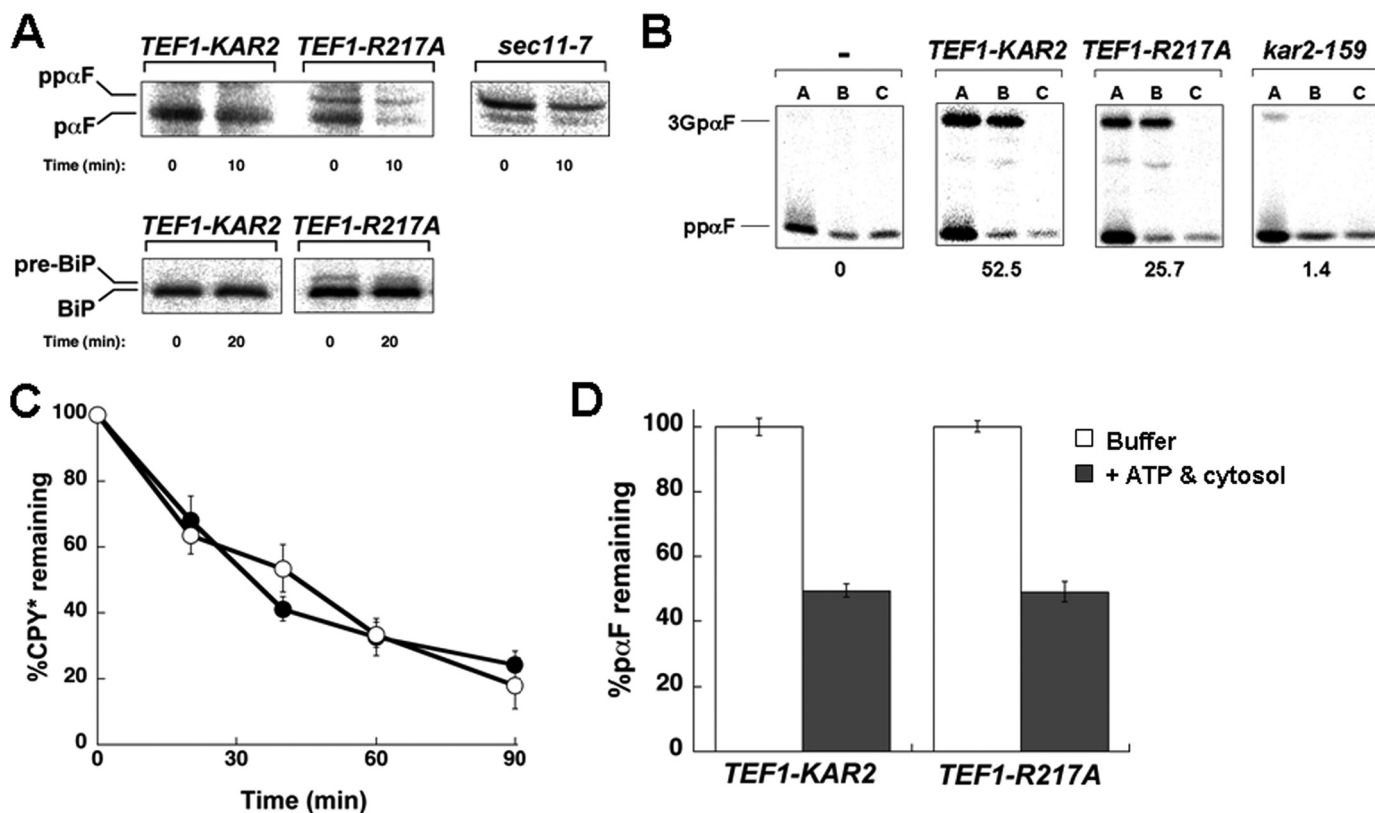 A
TEF1-KAR2 TEF1-R217A sec11-7
ppαF
pαF
Time (min): 0 10 0 10 0 10
TEF1-KAR2 TEF1-R217A
pre-BiP
BiP
Time (min): 0 20 0 20
B
- TEF1-KAR2 TEF1-R217A kar2-159
A B C A B C A B C A B C
3GpαF
ppαF
0 52.5 25.7 1.4
C
%CPY* remaining
100
80
60
40
20
0
0 30 60 90
Time (min)
D
%pαF remaining
100
80
60
40
20
0
TEF1-KAR2 TEF1-R217A
Buffer
+ ATP & cytosol